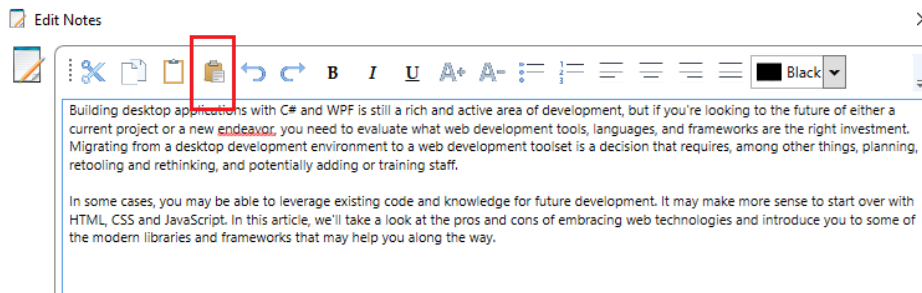 Edit Notes
B I U A+ A- Black
Building desktop applications with C# and WPF is still a rich and active area of development, but if you're looking to the future of either a
current project or a new endeavor, you need to evaluate what web development tools, languages, and frameworks are the right investment.
Migrating from a desktop development environment to a web development toolset is a decision that requires, among other things, planning,
retooling and rethinking, and potentially adding or training staff.
In some cases, you may be able to leverage existing code and knowledge for future development. It may make more sense to start over with
HTML, CSS and JavaScript. In this article, we'll take a look at the pros and cons of embracing web technologies and introduce you to some of
the modern libraries and frameworks that may help you along the way.